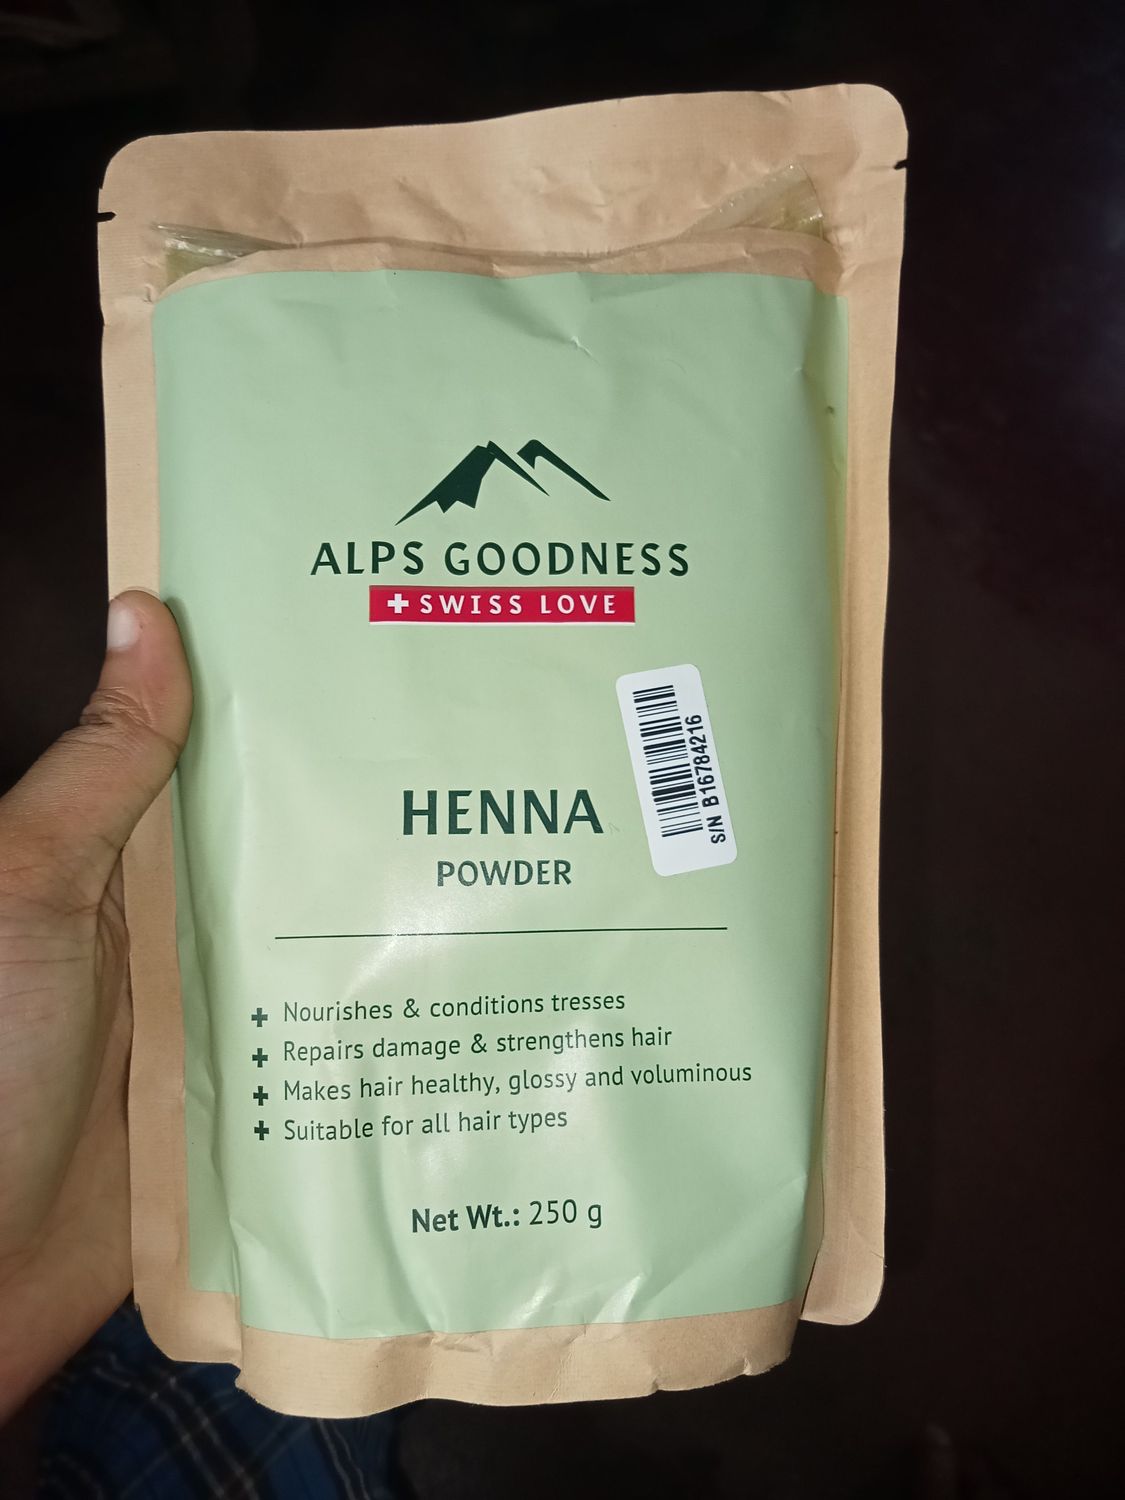 ALPS GOODNESS
SWISS LOVE
S/N B16784216
HENNA
POWDER
Nourishes & conditions tresses
Repairs damage & strengthens hair
Makes hair healthy, glossy and voluminous
Suitable for all hair types
Net Wt.: 250 g